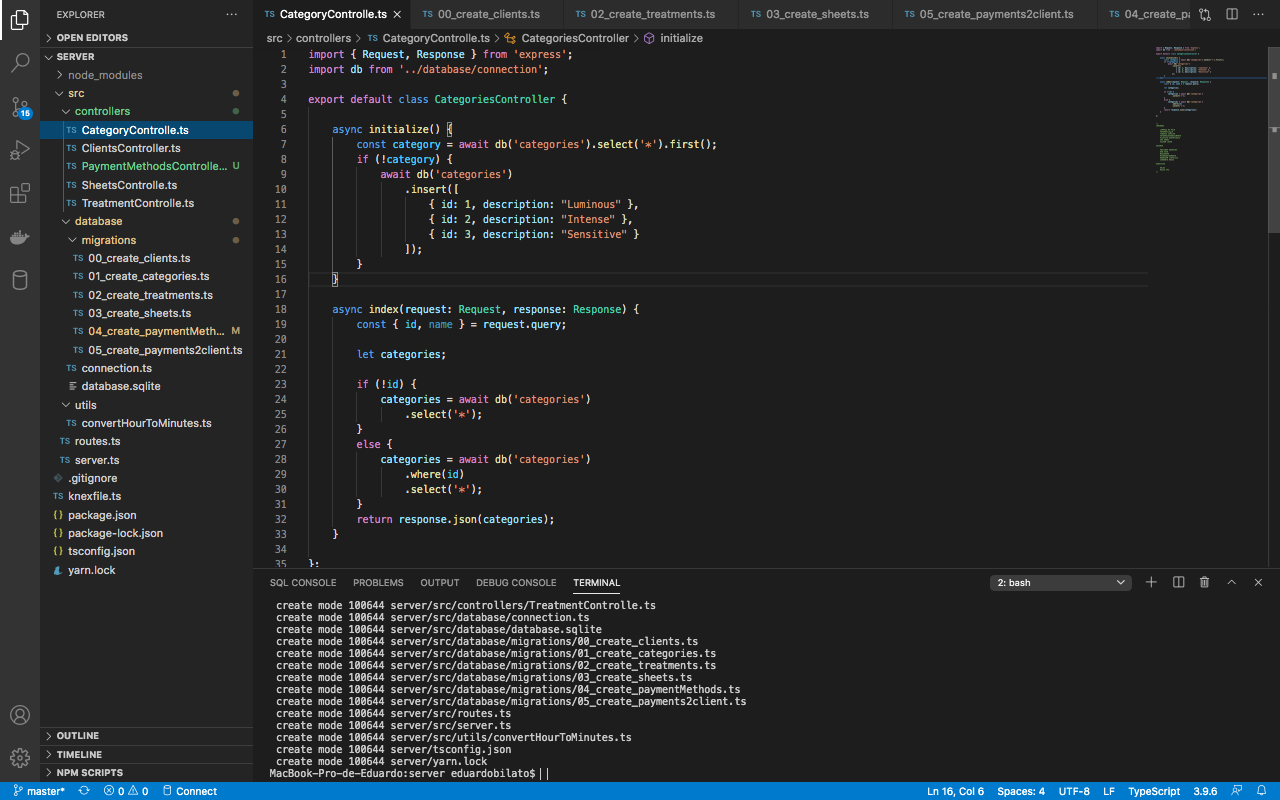 EXPLORER ···
OPEN EDITORS
SERVER
node_modules
src
controllers
TS CategoryControlle.ts
TS ClientsController.ts
TS PaymentMethodsControlle... U
TS SheetsControlle.ts
TS TreatmentControlle.ts
database
migrations
TS 00_create_clients.ts
TS 01_create_categories.ts
TS 02_create_treatments.ts
TS 03_create_sheets.ts
TS 04_create_paymentMeth... M
TS 05_create_payments2client.ts
TS connection.ts
database.sqlite
utils
TS convertHourToMinutes.ts
TS routes.ts
TS server.ts
.gitignore
TS knexfile.ts
{} package.json
{} package-lock.json
{} tsconfig.json
yarn.lock
OUTLINE
TIMELINE
NPM SCRIPTS
16
TS CategoryControlle.ts TS 00_create_clients.ts TS 02_create_treatments.ts TS 03_create_sheets.ts TS 05_create_payments2client.ts TS 04_create_pa ···
src > controllers > TS CategoryControlle.ts > CategoriesController > initialize
1 import { Request, Response } from 'express';
2 import db from '../database/connection';
3
4 export default class CategoriesController {
5
6 async initialize() {
7 const category = await db('categories').select('*').first();
8 if (!category) {
9 await db('categories')
10 .insert([
11 { id: 1, description: "Luminous" },
12 { id: 2, description: "Intense" },
13 { id: 3, description: "Sensitive" }
14 ]);
15 }
16 }
17
18 async index(request: Request, response: Response) {
19 const { id, name } = request.query;
20
21 let categories;
22
23 if (!id) {
24 categories = await db('categories')
25 .select('*');
26 }
27 else {
28 categories = await db('categories')
29 .where(id)
30 .select('*');
31 }
32 return response.json(categories);
33 }
34
35 };
SQL CONSOLE PROBLEMS OUTPUT DEBUG CONSOLE TERMINAL 2: bash
create mode 100644 server/src/controllers/TreatmentControlle.ts
create mode 100644 server/src/database/connection.ts
create mode 100644 server/src/database/database.sqlite
create mode 100644 server/src/database/migrations/00_create_clients.ts
create mode 100644 server/src/database/migrations/01_create_categories.ts
create mode 100644 server/src/database/migrations/02_create_treatments.ts
create mode 100644 server/src/database/migrations/03_create_sheets.ts
create mode 100644 server/src/database/migrations/04_create_paymentMethods.ts
create mode 100644 server/src/database/migrations/05_create_payments2client.ts
create mode 100644 server/src/routes.ts
create mode 100644 server/src/server.ts
create mode 100644 server/src/utils/convertHourToMinutes.ts
create mode 100644 server/tsconfig.json
create mode 100644 server/yarn.lock
MacBook-Pro-de-Eduardo:server eduardobilato$
master* 0 0 Connect Ln 16, Col 6 Spaces: 4 UTF-8 LF TypeScript 3.9.6